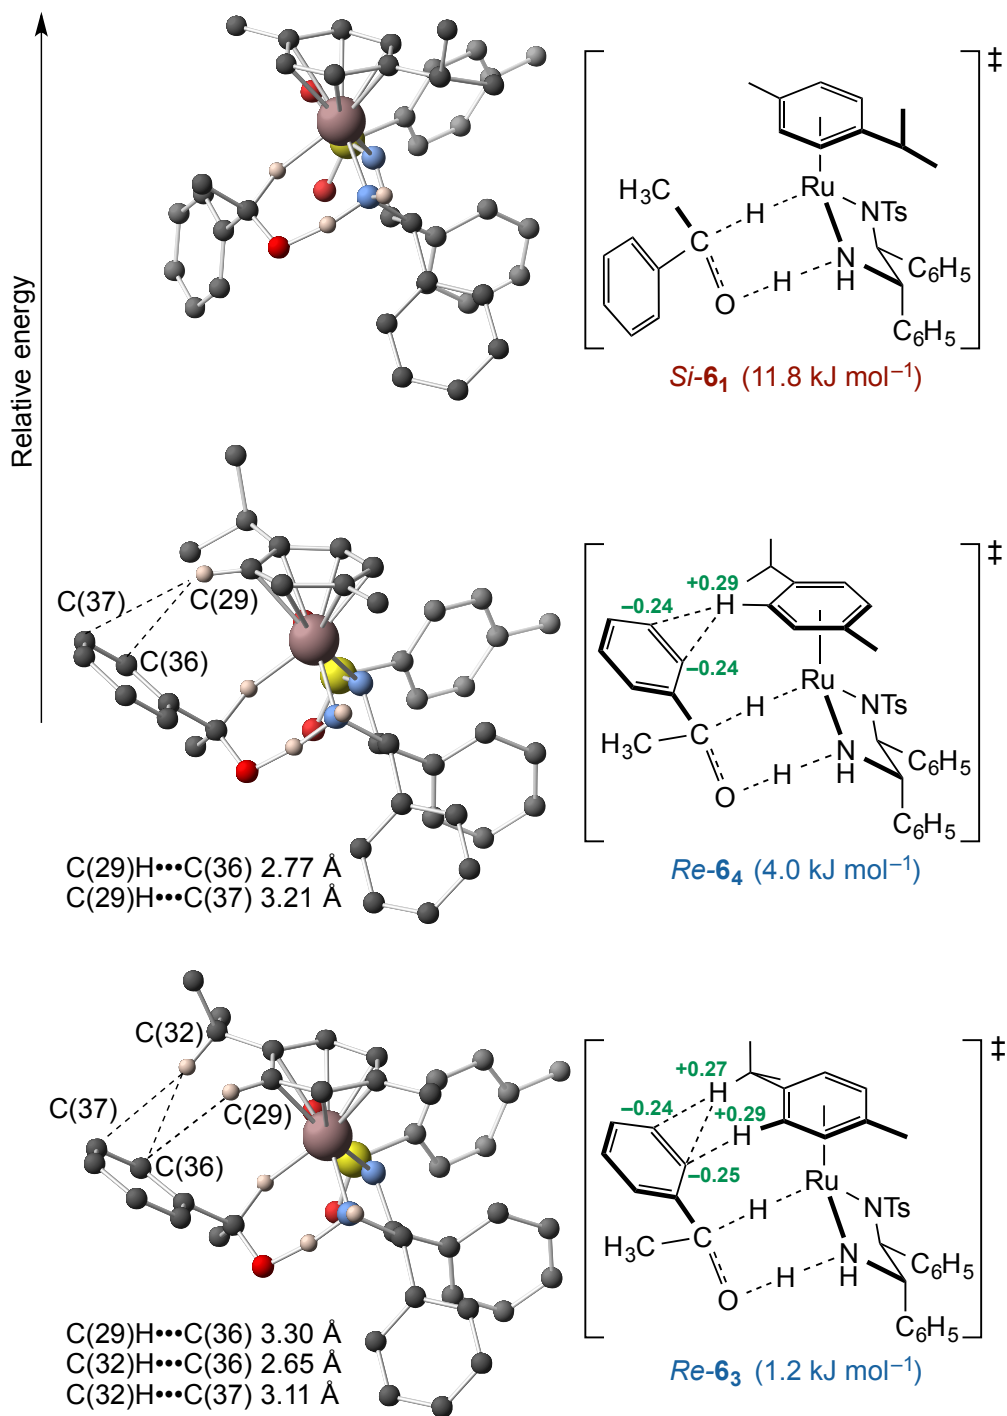 Relative energy
‡
H₃C
H
Ru
NTs
C
N
H
C₆H₅
O
H
C₆H₅
Si-6₁ (11.8 kJ mol⁻¹)
C(37)
C(29)
C(36)
C(29)H•••C(36) 2.77 Å
C(29)H•••C(37) 3.21 Å
‡
+0.29
−0.24
H
−0.24
Ru
H
NTs
C
H₃C
N
H
C₆H₅
H
O
C₆H₅
Re-6₄ (4.0 kJ mol⁻¹)
C(32)
C(37)
C(29)
C(36)
C(29)H•••C(36) 3.30 Å
C(32)H•••C(36) 2.65 Å
C(32)H•••C(37) 3.11 Å
‡
+0.27
H
−0.24
+0.29
H
−0.25
Ru
H
NTs
C
H₃C
N
H
C₆H₅
H
O
C₆H₅
Re-6₃ (1.2 kJ mol⁻¹)